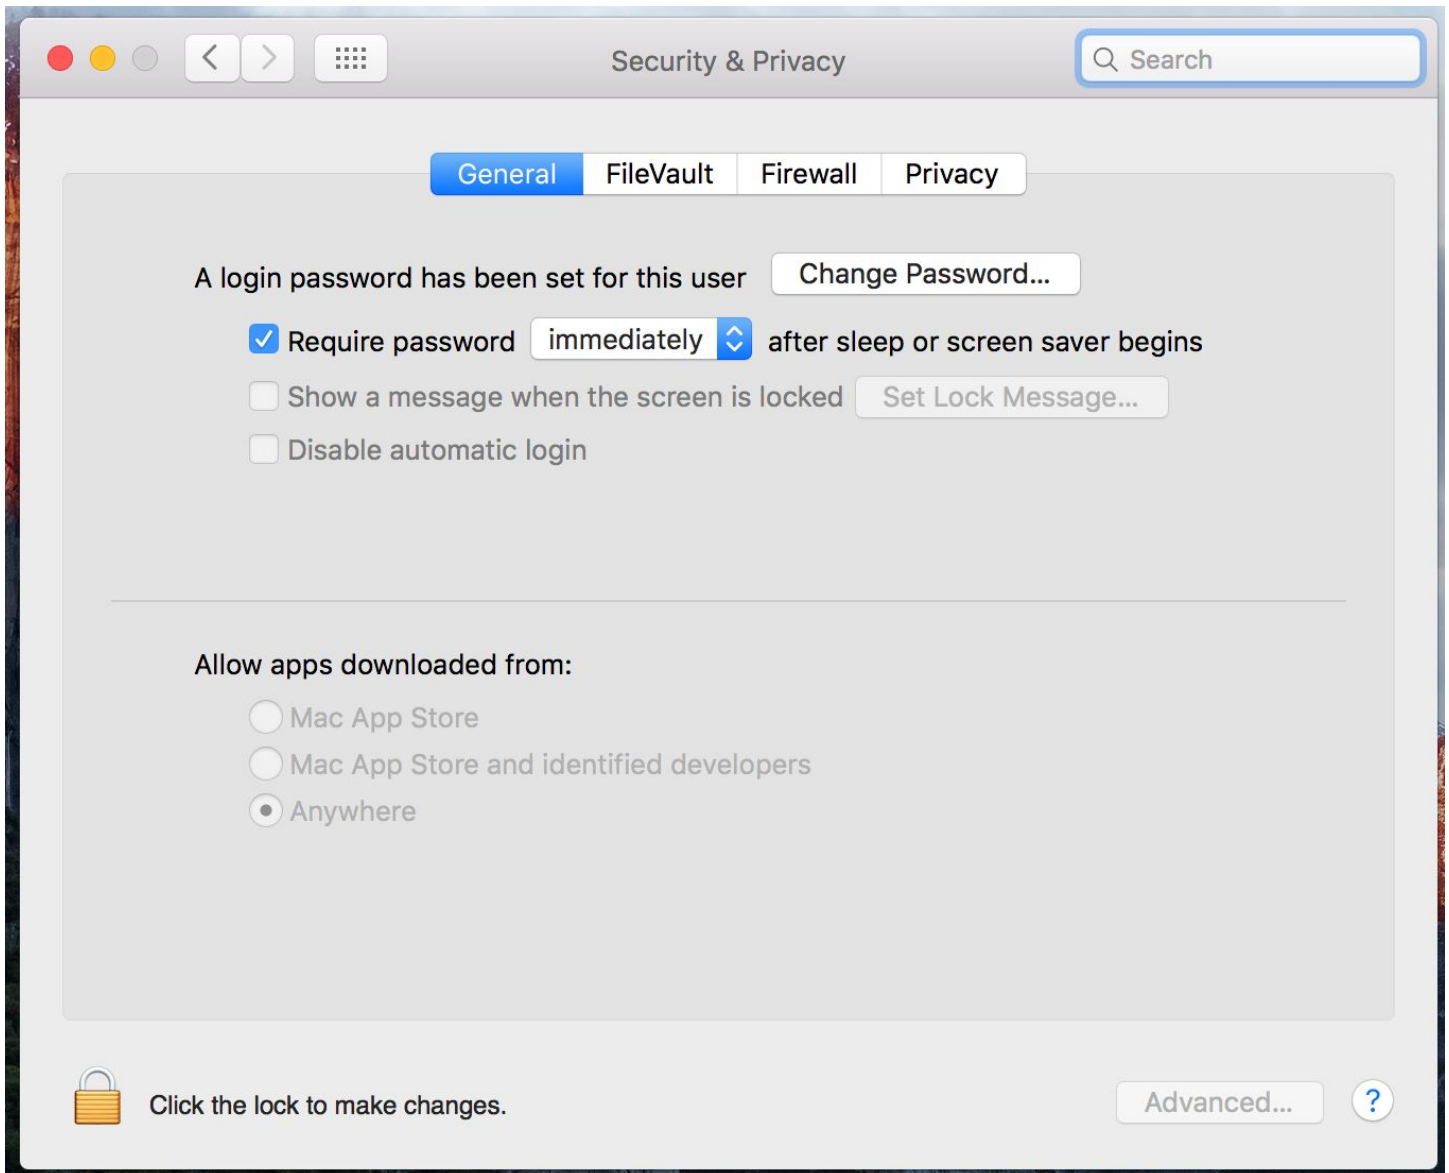 Security & Privacy
Search
General FileVault Firewall Privacy
A login password has been set for this user Change Password...
Require password immediately after sleep or screen saver begins
Show a message when the screen is locked Set Lock Message...
Disable automatic login
Allow apps downloaded from:
Mac App Store
Mac App Store and identified developers
Anywhere
Click the lock to make changes.
Advanced... ?